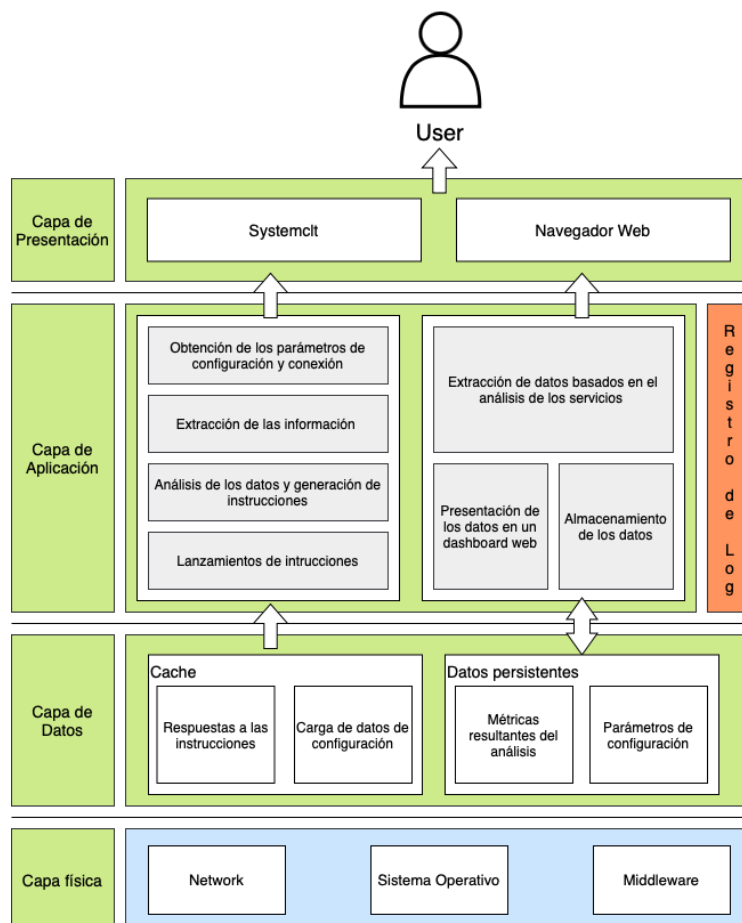 User
Capa de
Presentación
Systemclt
Navegador Web
Capa de
Aplicación
Obtención de los parámetros de
configuración y conexión
Extracción de las información
Análisis de los datos y generación de
instrucciones
Lanzamientos de intrucciones
Extracción de datos basados en el
análisis de los servicios
Presentación de
los datos en un
dashboard web
Almacenamiento
de los datos
Registro de Log
Capa de
Datos
Cache
Respuestas a las
instrucciones
Carga de datos de
configuración
Datos persistentes
Métricas
resultantes del
análisis
Parámetros de
configuración
Capa física
Network
Sistema Operativo
Middleware